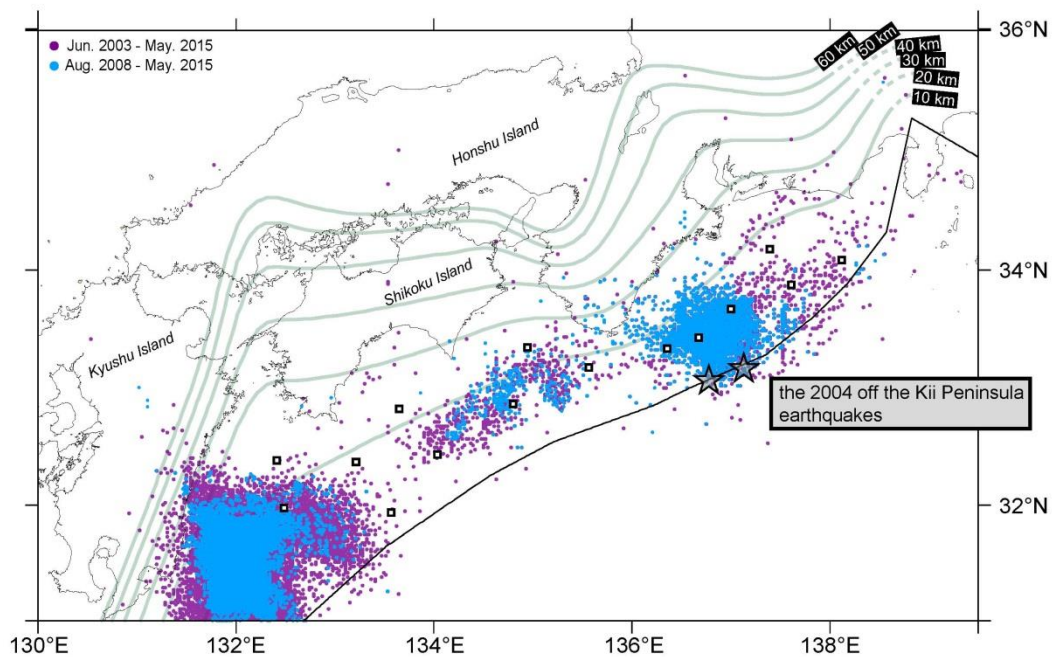 Jun. 2003 - May. 2015
Aug. 2008 - May. 2015
60 km
50 km
40 km
30 km
20 km
10 km
36°N
Honshu Island
34°N
Shikoku Island
Kyushu Island
the 2004 off the Kii Peninsula
earthquakes
32°N
130°E
132°E
134°E
136°E
138°E